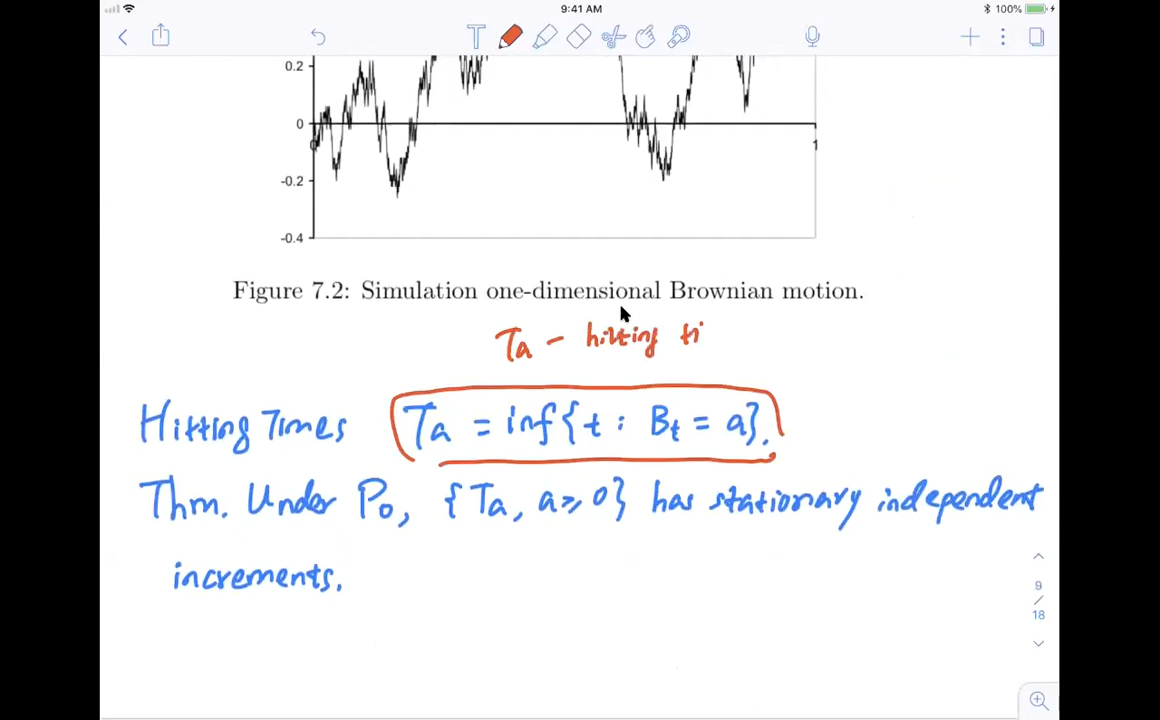 9:41 AM
100%
T
0.2
0
0
1
-0.2
-0.4
Figure 7.2: Simulation one-dimensional Brownian motion.
Ta - hitting ti
Hitting Times Ta = inf{t : Bt = a}.
Thm. Under P0, {Ta, a ≥ 0} has stationary independent
increments.
9
/
18